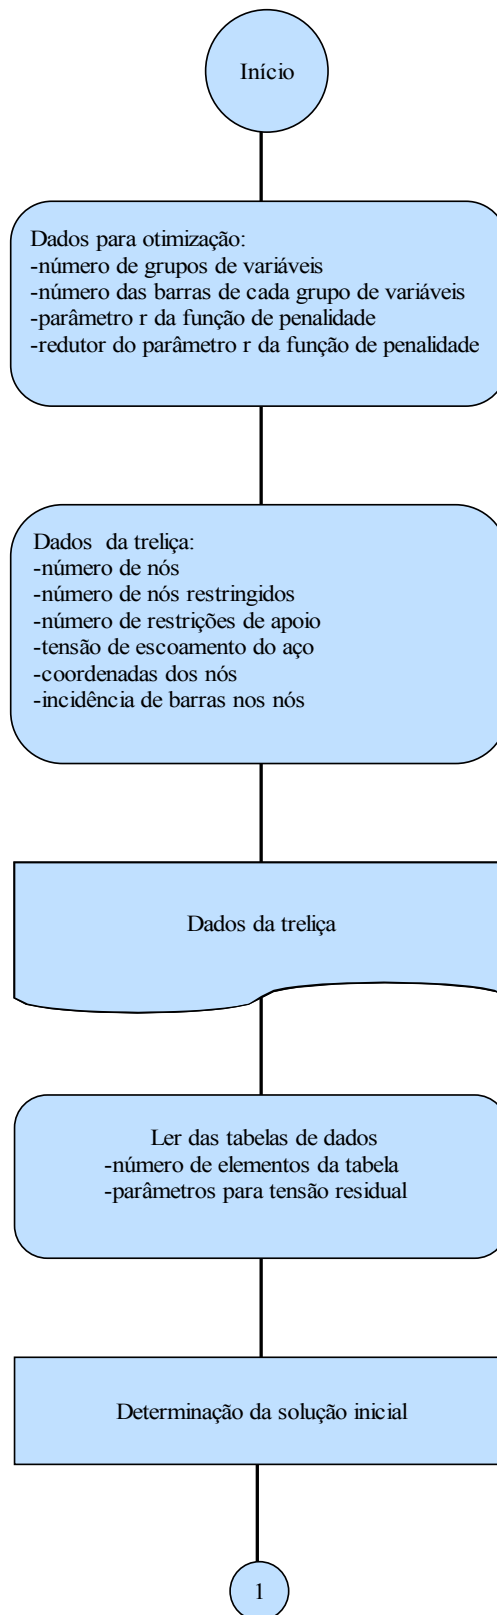 Início
Dados para otimização:
-número de grupos de variáveis
-número das barras de cada grupo de variáveis
-parâmetro r da função de penalidade
-redutor do parâmetro r da função de penalidade
Dados da treliça:
-número de nós
-número de nós restringidos
-número de restrições de apoio
-tensão de escoamento do aço
-coordenadas dos nós
-incidência de barras nos nós
Dados da treliça
Ler das tabelas de dados
-número de elementos da tabela
-parâmetros para tensão residual
Determinação da solução inicial
1